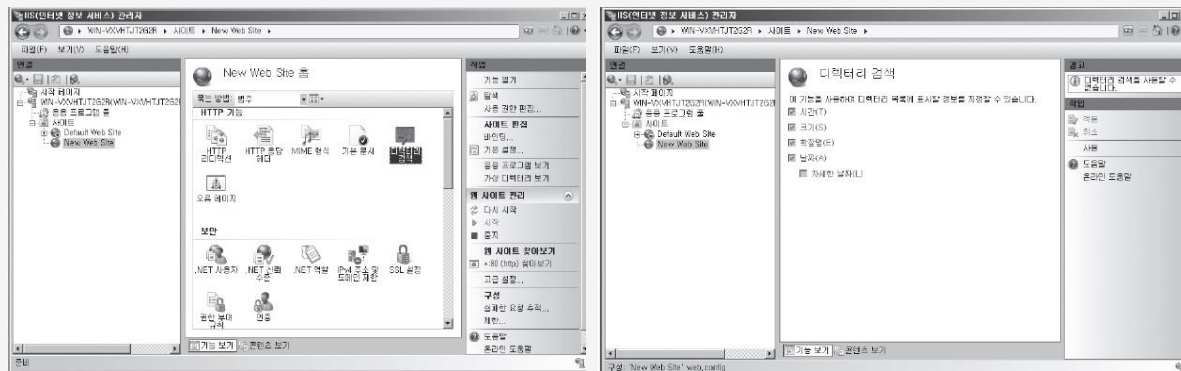 IIS(인터넷 정보 서비스) 관리자
WIN-VXVHTJT2G2R ▸ 사이트 ▸ New Web Site ▸
파일(F) 보기(V) 도움말(H)
연결
시작 페이지
WIN-VXVHTJT2G2R(WIN-VXVHTJT2G2
응용 프로그램 풀
사이트
Default Web Site
New Web Site
New Web Site 홈
묶는 방법: 범주
HTTP 기능
HTTP 리디렉션
HTTP 응답 헤더
MIME 형식
기본 문서
디렉터리 검색
오류 페이지
보안
.NET 사용자
.NET 신뢰 수준
.NET 역할
IPv4 주소 및 도메인 제한
SSL 설정
권한 부여 규칙
인증
기능 보기
콘텐츠 보기
준비
작업
기능 열기
탐색
사용 권한 편집...
사이트 편집
바인딩...
기본 설정...
응용 프로그램 보기
가상 디렉터리 보기
웹 사이트 관리
다시 시작
시작
중지
웹 사이트 찾아보기
*:80 (http) 찾아보기
고급 설정...
구성
실패한 요청 추적...
제한...
도움말
온라인 도움말
IIS(인터넷 정보 서비스) 관리자
WIN-VXVHTJT2G2R ▸ 사이트 ▸ New Web Site ▸
파일(F) 보기(V) 도움말(H)
연결
시작 페이지
WIN-VXVHTJT2G2R(WIN-VXVHTJT2G2
응용 프로그램 풀
사이트
Default Web Site
New Web Site
디렉터리 검색
이 기능을 사용하여 디렉터리 목록에 표시할 정보를 지정할 수 있습니다.
시간(T)
크기(S)
확장명(E)
날짜(A)
자세한 날짜(L)
기능 보기
콘텐츠 보기
구성: 'New Web Site' web.config
경고
디렉터리 검색을 사용할 수 없습니다.
작업
적용
취소
사용
도움말
온라인 도움말